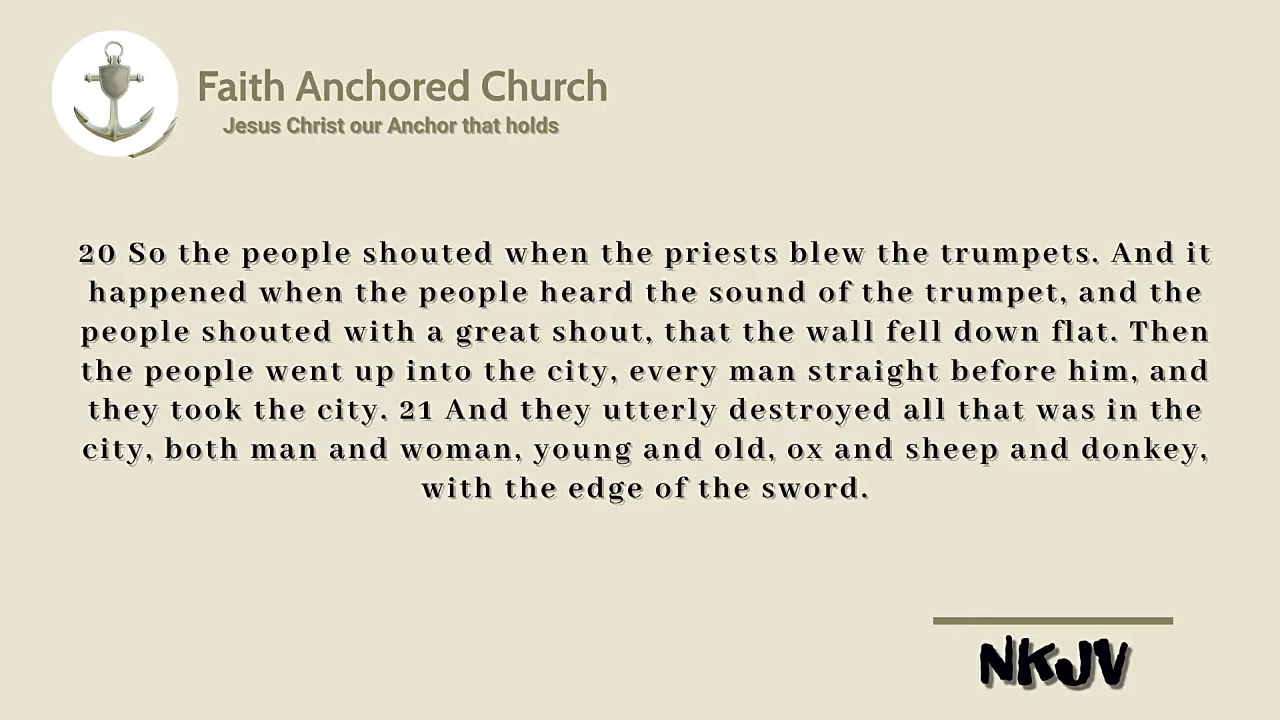 Faith Anchored Church
Jesus Christ our Anchor that holds
20 So the people shouted when the priests blew the trumpets. And it
happened when the people heard the sound of the trumpet, and the
people shouted with a great shout, that the wall fell down flat. Then
the people went up into the city, every man straight before him, and
they took the city. 21 And they utterly destroyed all that was in the
city, both man and woman, young and old, ox and sheep and donkey,
with the edge of the sword.
NKJV